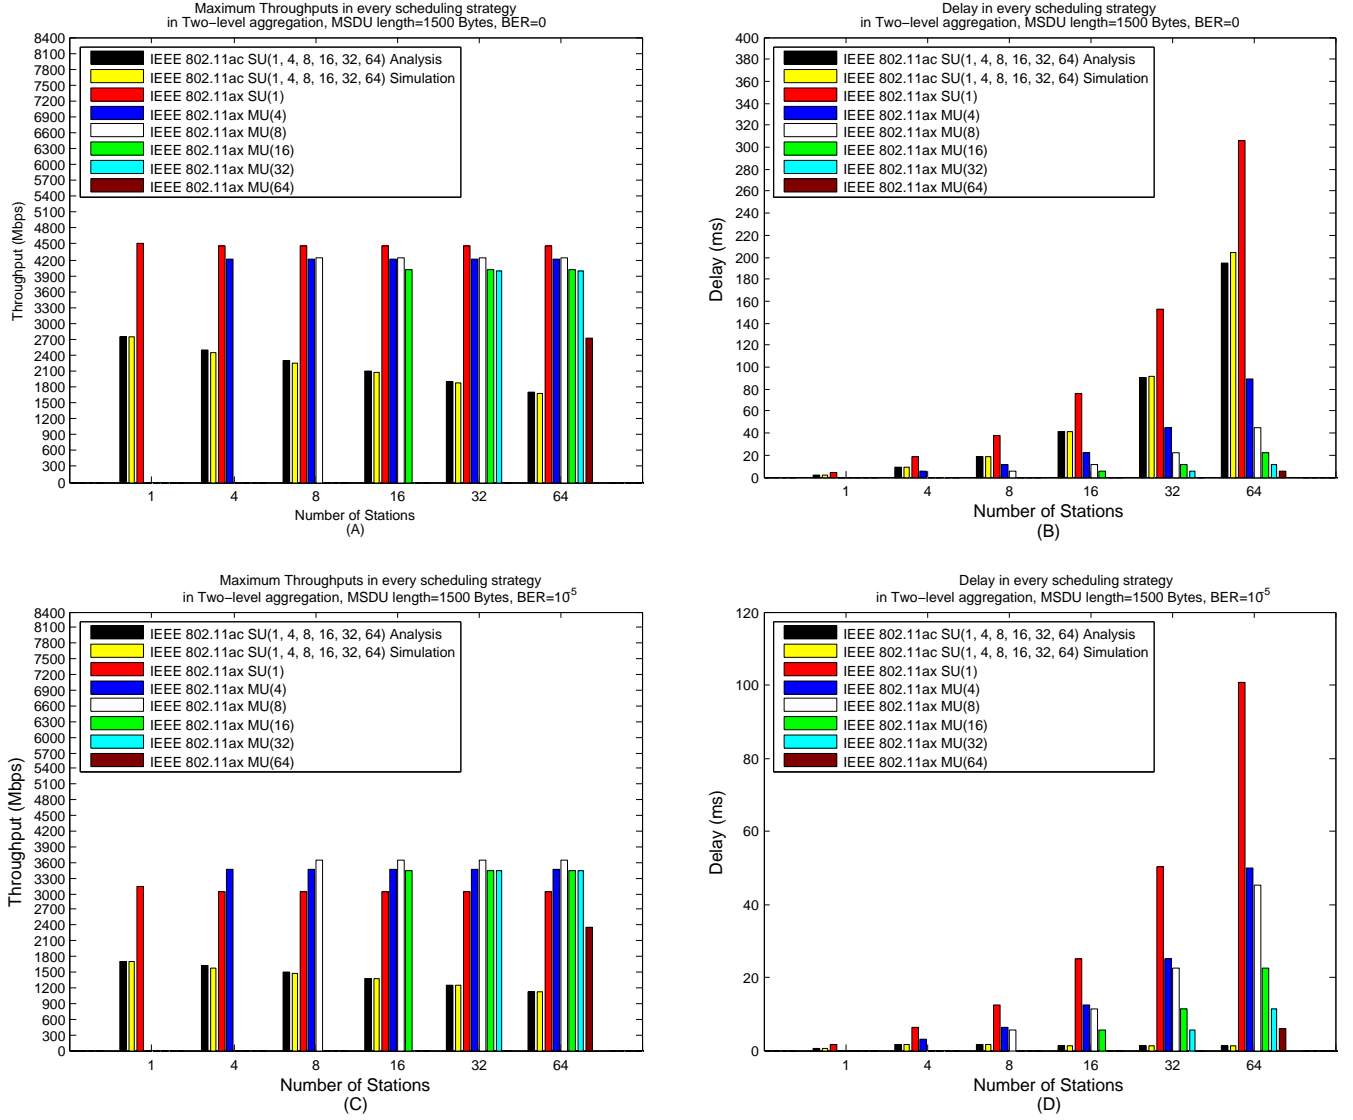 Maximum Throughputs in every scheduling strategy
in Two-level aggregation, MSDU length=1500 Bytes, BER=0
8400
8100
7800
7500
7200
6900
6600
6300
6000
5700
5400
5100
4800
4500
4200
3900
3600
3300
3000
2700
2400
2100
1800
1500
1200
900
600
300
0
Throughput (Mbps)
IEEE 802.11ac SU(1, 4, 8, 16, 32, 64) Analysis
IEEE 802.11ac SU(1, 4, 8, 16, 32, 64) Simulation
IEEE 802.11ax SU(1)
IEEE 802.11ax MU(4)
IEEE 802.11ax MU(8)
IEEE 802.11ax MU(16)
IEEE 802.11ax MU(32)
IEEE 802.11ax MU(64)
1 4 8 16 32 64
Number of Stations
(A)
Delay in every scheduling strategy
in Two-level aggregation, MSDU length=1500 Bytes, BER=0
400
380
360
340
320
300
280
260
240
220
200
180
160
140
120
100
80
60
40
20
0
Delay (ms)
IEEE 802.11ac SU(1, 4, 8, 16, 32, 64) Analysis
IEEE 802.11ac SU(1, 4, 8, 16, 32, 64) Simulation
IEEE 802.11ax SU(1)
IEEE 802.11ax MU(4)
IEEE 802.11ax MU(8)
IEEE 802.11ax MU(16)
IEEE 802.11ax MU(32)
IEEE 802.11ax MU(64)
1 4 8 16 32 64
Number of Stations
(B)
Maximum Throughputs in every scheduling strategy
in Two-level aggregation, MSDU length=1500 Bytes, BER=10^-5
8400
8100
7800
7500
7200
6900
6600
6300
6000
5700
5400
5100
4800
4500
4200
3900
3600
3300
3000
2700
2400
2100
1800
1500
1200
900
600
300
0
Throughput (Mbps)
IEEE 802.11ac SU(1, 4, 8, 16, 32, 64) Analysis
IEEE 802.11ac SU(1, 4, 8, 16, 32, 64) Simulation
IEEE 802.11ax SU(1)
IEEE 802.11ax MU(4)
IEEE 802.11ax MU(8)
IEEE 802.11ax MU(16)
IEEE 802.11ax MU(32)
IEEE 802.11ax MU(64)
1 4 8 16 32 64
Number of Stations
(C)
Delay in every scheduling strategy
in Two-level aggregation, MSDU length=1500 Bytes, BER=10^-5
120
100
80
60
40
20
0
Delay (ms)
IEEE 802.11ac SU(1, 4, 8, 16, 32, 64) Analysis
IEEE 802.11ac SU(1, 4, 8, 16, 32, 64) Simulation
IEEE 802.11ax SU(1)
IEEE 802.11ax MU(4)
IEEE 802.11ax MU(8)
IEEE 802.11ax MU(16)
IEEE 802.11ax MU(32)
IEEE 802.11ax MU(64)
1 4 8 16 32 64
Number of Stations
(D)